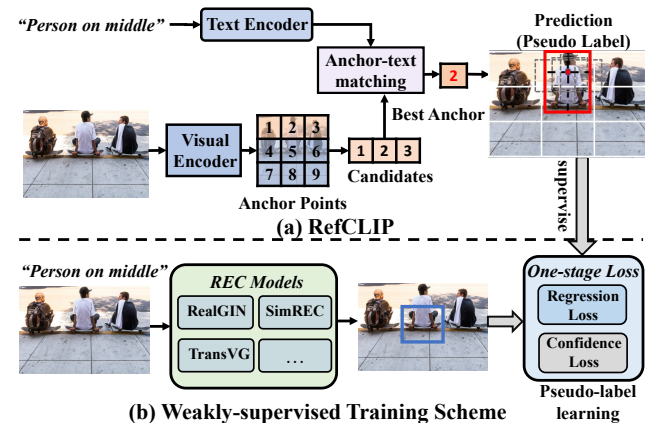 "Person on middle"
Text Encoder
Anchor-text
matching
2
Prediction
(Pseudo Label)
Best Anchor
Visual
Encoder
1 2 3
4 5 6
7 8 9
1 2 3
Candidates
Anchor Points
(a) RefCLIP
supervise
"Person on middle"
REC Models
RealGIN SimREC
TransVG ...
One-stage Loss
Regression
Loss
Confidence
Loss
Pseudo-label
learning
(b) Weakly-supervised Training Scheme